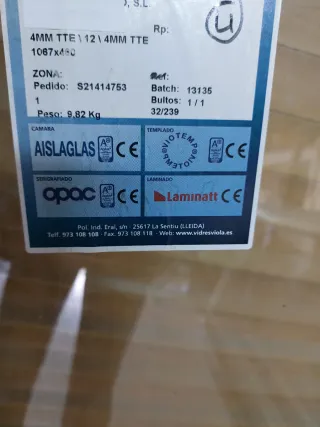 S.L.
Rp:
4MM TTE \ 12 \ 4MM TTE
1067x480
ZONA:
Ref:
Pedido: S21414753
Batch: 13135
1
Bultos: 1 / 1
Peso: 9,82 Kg
32/239
CAMARA
TEMPLADO
AISLAGLAS CE
VIOTEMP CE
SERIGRAFIADO
LAMINADO
opac CE
Laminatt CE
Pol. Ind. Eral, s/n - 25617 La Sentiu (LLEIDA)
Telf. 973 108 108 · Fax. 973 108 118 · Web: www.vidresviola.es